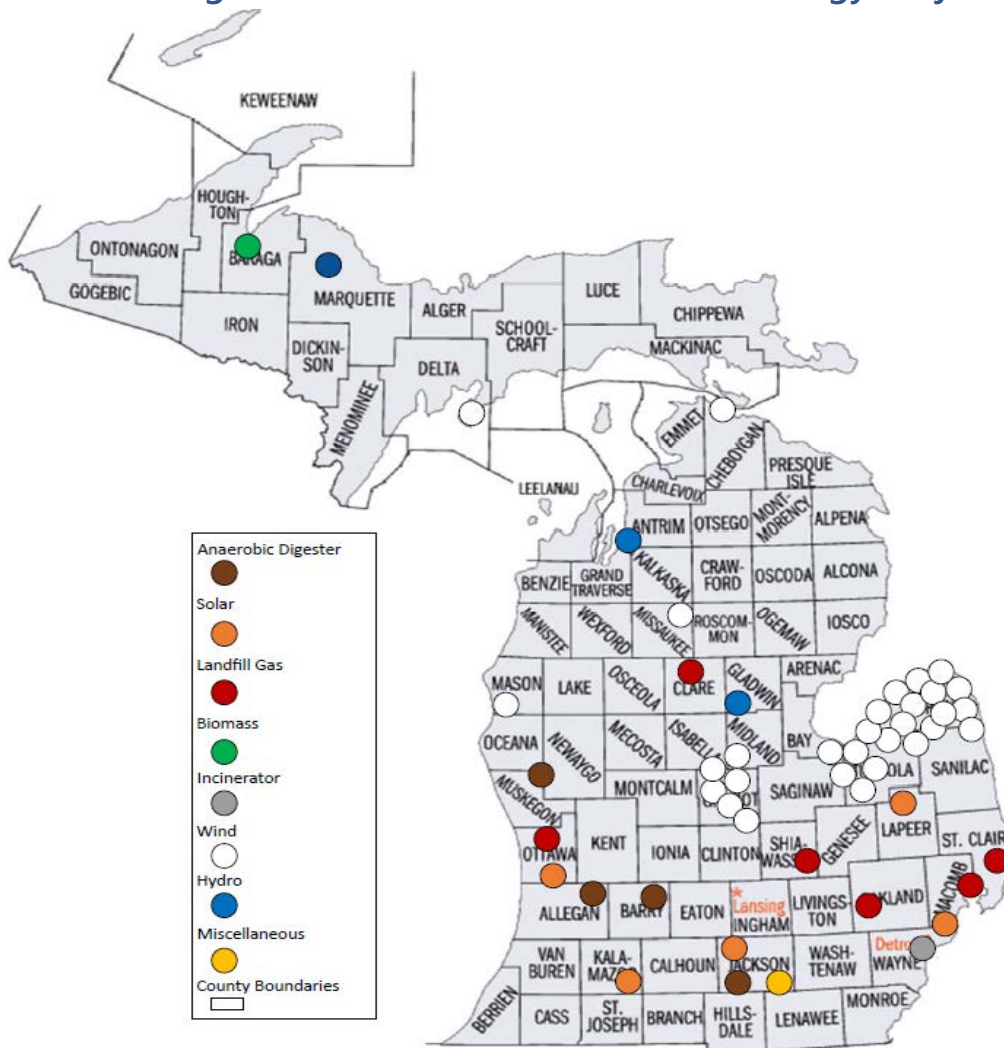 KEWEENAW
HOUGH-
TON
BARAGA
ONTONAGON
GOGEBIC
MARQUETTE
ALGER
LUCE
CHIPPEWA
IRON
SCHOOL-
CRAFT
MACKINAC
DICKIN-
SON
DELTA
MENOMINEE
EMMET
CHEBOYGAN
PRESQUE
ISLE
LEELANAU
CHARLEVOIX
ANTRIM
OTSEGO
MONT-
MORENCY
ALPENA
BENZIE
GRAND
TRAVERSE
KALKASKA
CRAW-
FORD
OSCODA
ALCONA
MANISTEE
WEXFORD
MISSAUKEE
ROSCOM-
MON
OGEMAW
IOSCO
MASON
LAKE
OSCEOLA
CLARE
GLADWIN
ARENAC
OCEANA
NEWAYGO
MECOSTA
ISABELLA
MIDLAND
BAY
MUSKEGON
MONTCALM
SAGINAW
SANILAC
OTTAWA
KENT
IONIA
CLINTON
SHIA-
WASS
GENESEE
LAPEER
ST. CLAIR
ALLEGAN
BARRY
EATON
* Lansing
INGHAM
LIVINGS-
TON
KLAND
MACOMB
VAN
BUREN
KALA-
MAZOO
CALHOUN
JACKSON
WASH-
TENAW
Detro
WAYNE
BERRIEN
CASS
ST.
JOSEPH
BRANCH
HILLS-
DALE
LENAWEE
MONROE
Anaerobic Digester
Solar
Landfill Gas
Biomass
Incinerator
Wind
Hydro
Miscellaneous
County Boundaries